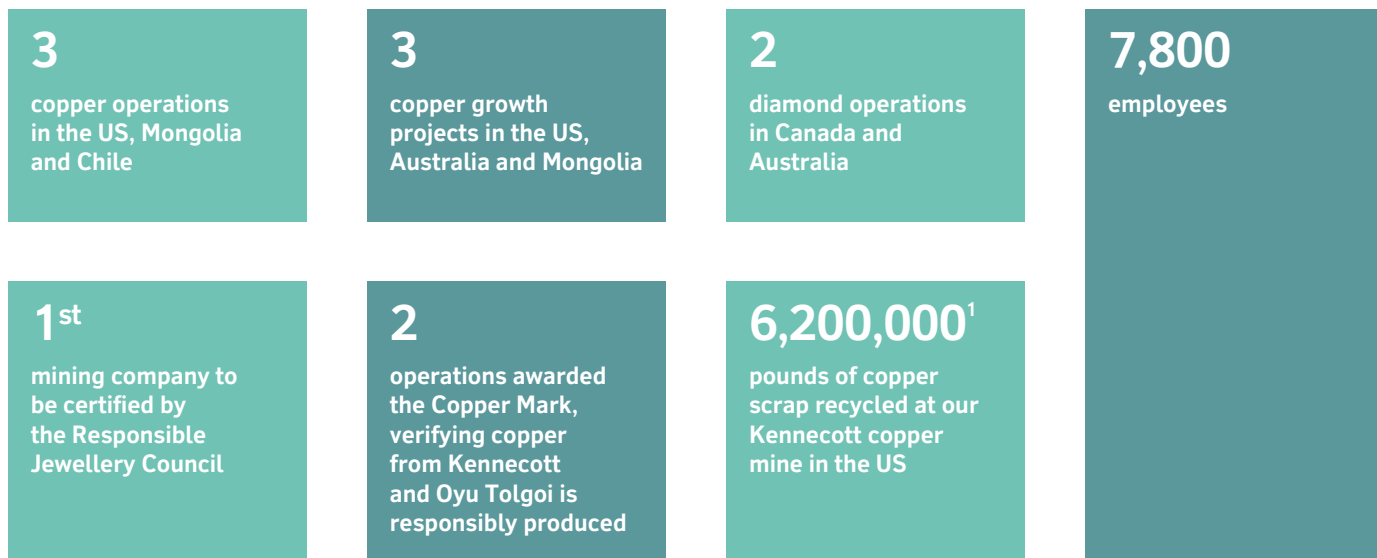 3
copper operations
in the US, Mongolia
and Chile
3
copper growth
projects in the US,
Australia and Mongolia
2
diamond operations
in Canada and
Australia
7,800
employees
1st
mining company to
be certified by
the Responsible
Jewellery Council
2
operations awarded
the Copper Mark,
verifying copper
from Kennecott
and Oyu Tolgoi is
responsibly produced
6,200,000¹
pounds of copper
scrap recycled at our
Kennecott copper
mine in the US